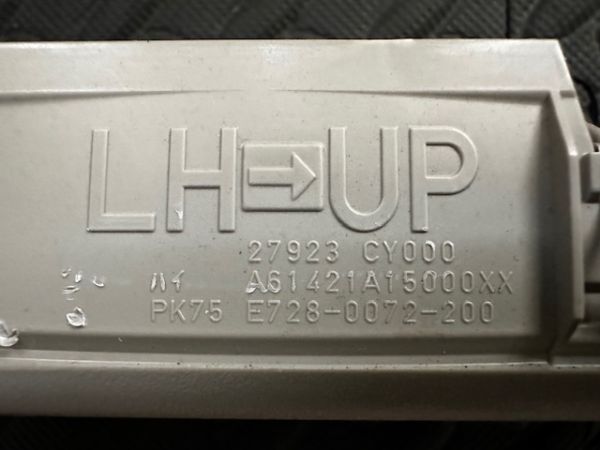 LH→UP
27923 CY000
ハイ A61421A15000XX
PK75 E728-0072-200